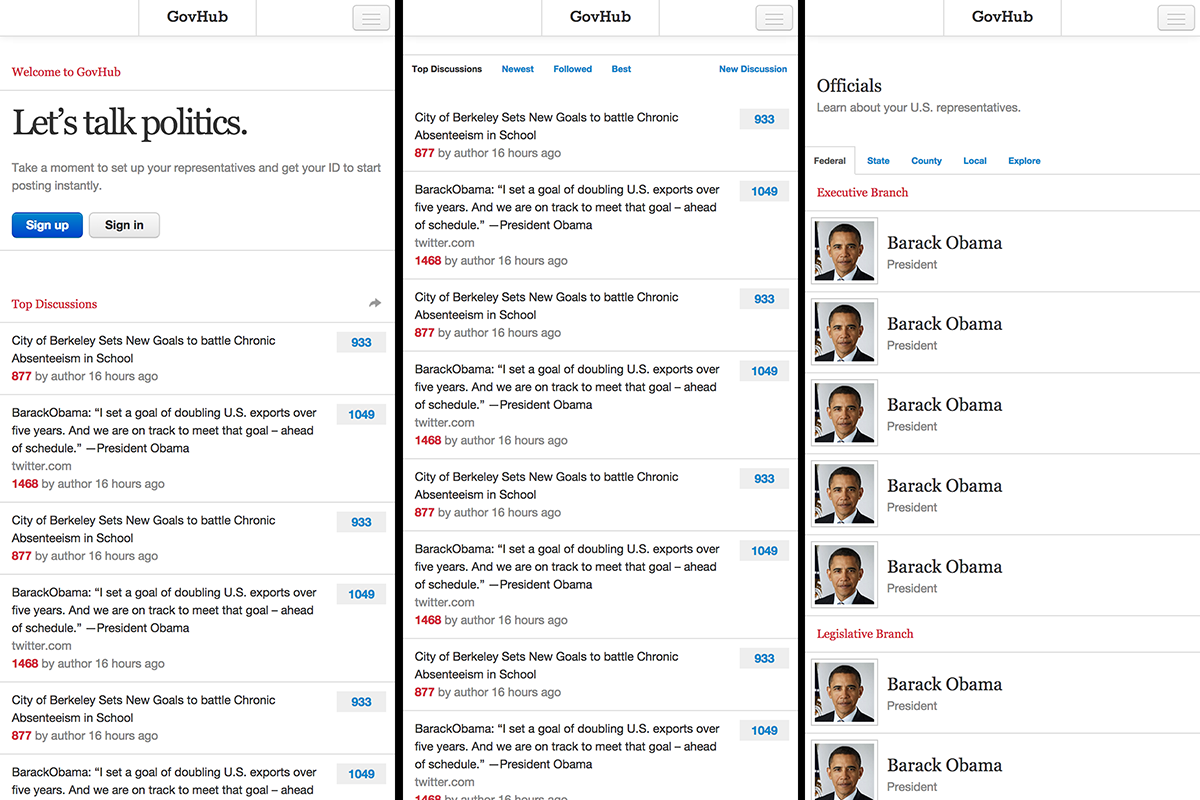 GovHub
Welcome to GovHub
Let’s talk politics.
Take a moment to set up your representatives and get your ID to start
posting instantly.
Sign up Sign in
Top Discussions
City of Berkeley Sets New Goals to battle Chronic 933
Absenteeism in School
877 by author 16 hours ago
BarackObama: “I set a goal of doubling U.S. exports over 1049
five years. And we are on track to meet that goal – ahead
of schedule.” —President Obama
twitter.com
1468 by author 16 hours ago
City of Berkeley Sets New Goals to battle Chronic 933
Absenteeism in School
877 by author 16 hours ago
BarackObama: “I set a goal of doubling U.S. exports over 1049
five years. And we are on track to meet that goal – ahead
of schedule.” —President Obama
twitter.com
1468 by author 16 hours ago
City of Berkeley Sets New Goals to battle Chronic 933
Absenteeism in School
877 by author 16 hours ago
BarackObama: “I set a goal of doubling U.S. exports over 1049
five years. And we are on track to meet that goal – ahead
GovHub
Top Discussions Newest Followed Best New Discussion
City of Berkeley Sets New Goals to battle Chronic 933
Absenteeism in School
877 by author 16 hours ago
BarackObama: “I set a goal of doubling U.S. exports over 1049
five years. And we are on track to meet that goal – ahead
of schedule.” —President Obama
twitter.com
1468 by author 16 hours ago
City of Berkeley Sets New Goals to battle Chronic 933
Absenteeism in School
877 by author 16 hours ago
BarackObama: “I set a goal of doubling U.S. exports over 1049
five years. And we are on track to meet that goal – ahead
of schedule.” —President Obama
twitter.com
1468 by author 16 hours ago
City of Berkeley Sets New Goals to battle Chronic 933
Absenteeism in School
877 by author 16 hours ago
BarackObama: “I set a goal of doubling U.S. exports over 1049
five years. And we are on track to meet that goal – ahead
of schedule.” —President Obama
twitter.com
1468 by author 16 hours ago
City of Berkeley Sets New Goals to battle Chronic 933
Absenteeism in School
877 by author 16 hours ago
BarackObama: “I set a goal of doubling U.S. exports over 1049
five years. And we are on track to meet that goal – ahead
of schedule.” —President Obama
twitter.com
1468 by author 16 hours ago
GovHub
Officials
Learn about your U.S. representatives.
Federal State County Local Explore
Executive Branch
Barack Obama
President
Barack Obama
President
Barack Obama
President
Barack Obama
President
Barack Obama
President
Legislative Branch
Barack Obama
President
Barack Obama
President